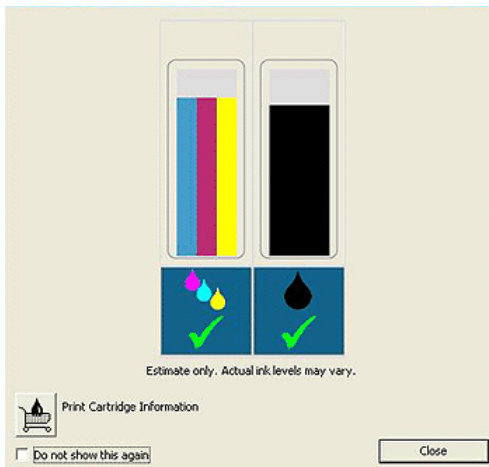 Estimate only. Actual ink levels may vary.
Print Cartridge Information
Do not show this again
Close